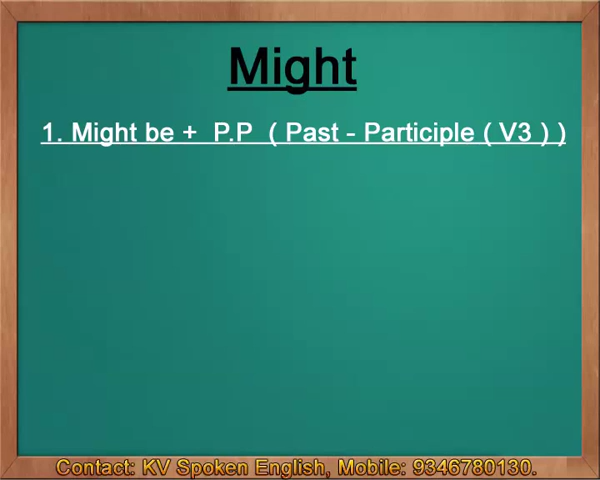 Might
1. Might be + P.P ( Past - Participle ( V3 ) )
Contact: KV Spoken English, Mobile: 9346780130.